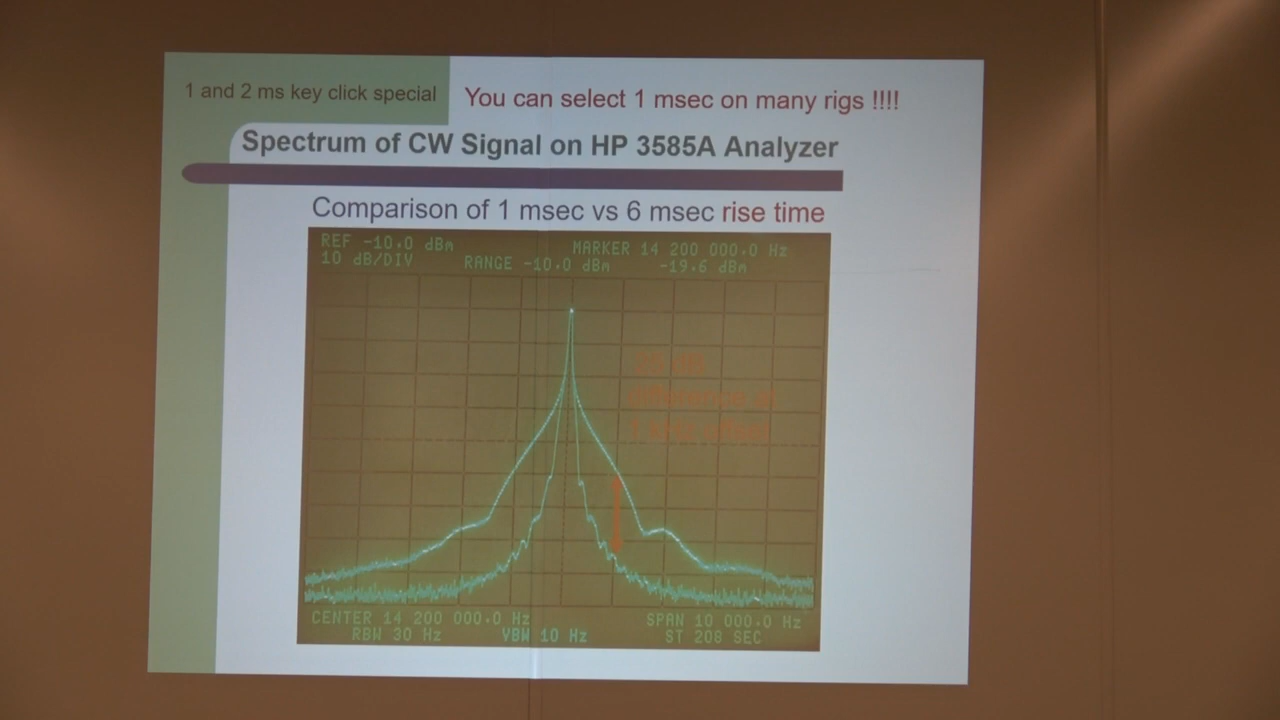 1 and 2 ms key click special
You can select 1 msec on many rigs !!!!
Spectrum of CW Signal on HP 3585A Analyzer
Comparison of 1 msec vs 6 msec rise time
REF -10.0 dBm
MARKER 14 200 000.0 Hz
10 dB/DIV
RANGE -10.0 dBm
-19.6 dBm
difference at
CENTER 14 200 000.0 Hz
SPAN 10 000.0 Hz
RBW 30 Hz
VBW 10 Hz
ST 208 SEC